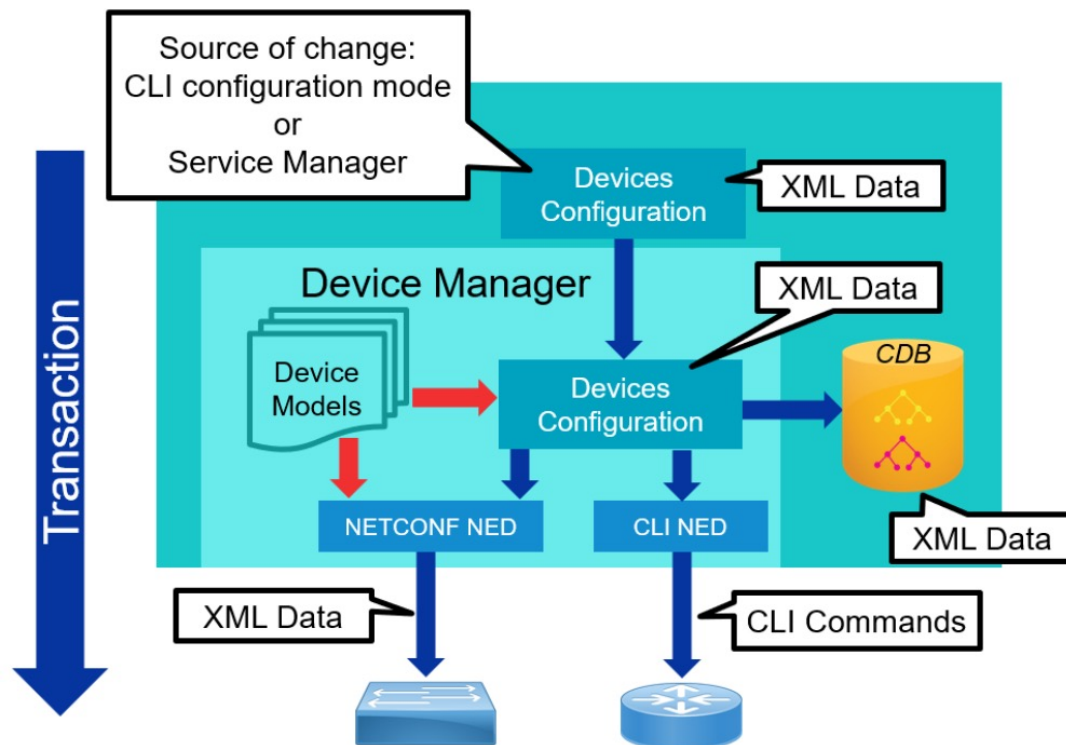 Source of change:
CLI configuration mode
or
Service Manager
Devices
Configuration
XML Data
Device Manager
XML Data
Device
Models
Devices
Configuration
CDB
Transaction
NETCONF NED
CLI NED
XML Data
XML Data
CLI Commands